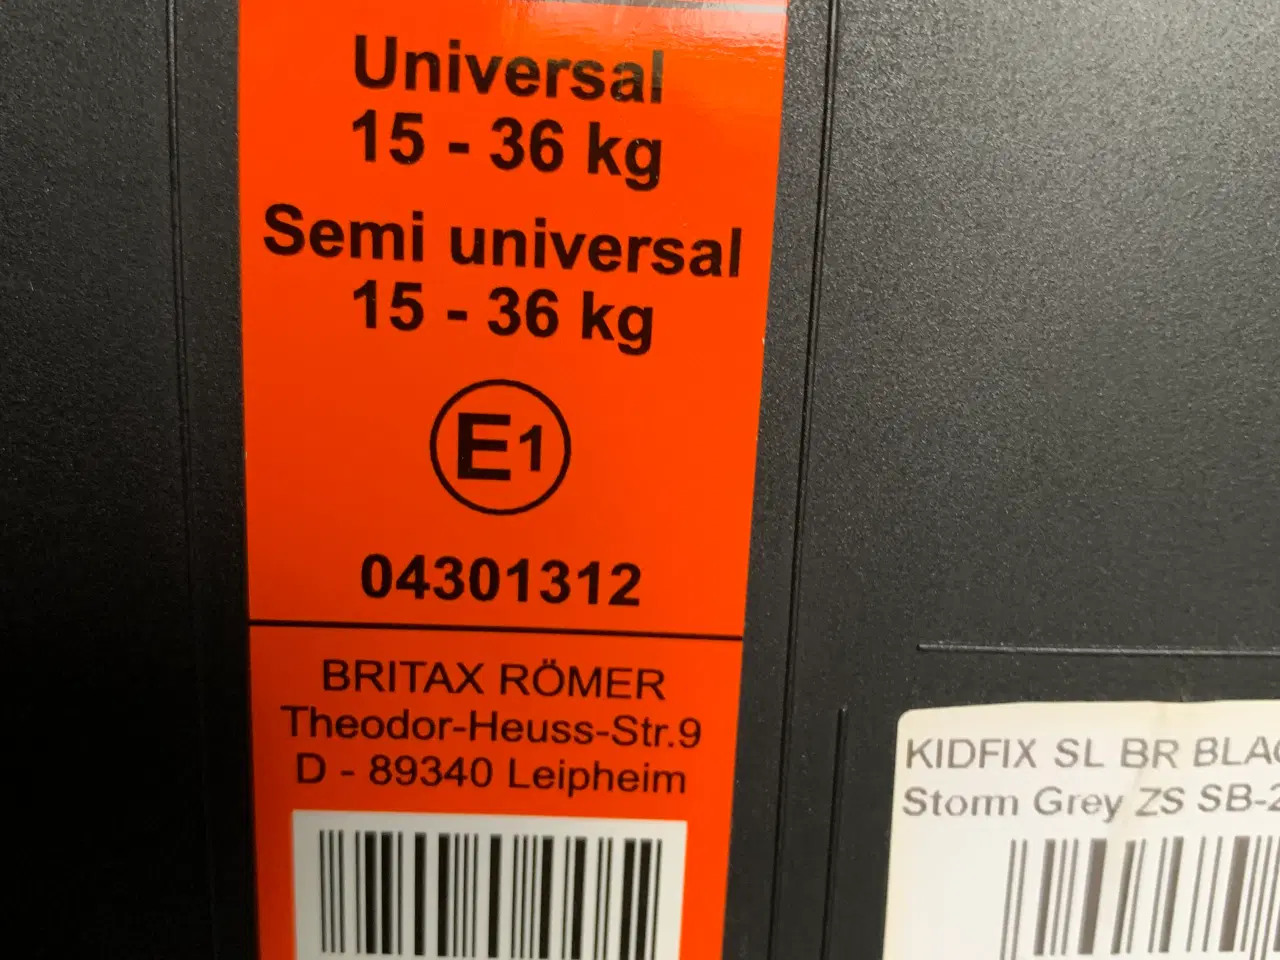 Universal
15 - 36 kg
Semi universal
15 - 36 kg
E1
04301312
BRITAX RÖMER
Theodor-Heuss-Str.9
D - 89340 Leipheim
KIDFIX SL BR
Storm Grey ZS